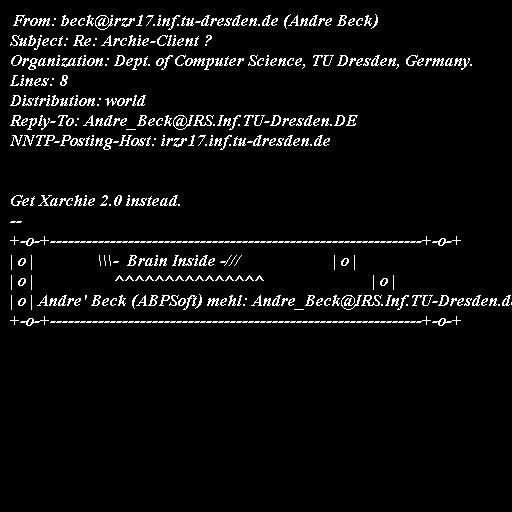 From: beck@irzr17.inf.tu-dresden.de (Andre Beck)
Subject: Re: Archie-Client ?
Organization: Dept. of Computer Science, TU Dresden, Germany.
Lines: 8
Distribution: world
Reply-To: Andre_Beck@IRS.Inf.TU-Dresden.DE
NNTP-Posting-Host: irzr17.inf.tu-dresden.de
Get Xarchie 2.0 instead.
--
+-o-+--------------------------------------------------------------+-o-+
| o |               \\\-  Brain Inside -///                       | o |
| o |                   ^^^^^^^^^^^^^^^                           | o |
| o | Andre' Beck (ABPSoft) mehl: Andre_Beck@IRS.Inf.TU-Dresden.d
+-o-+--------------------------------------------------------------+-o-+